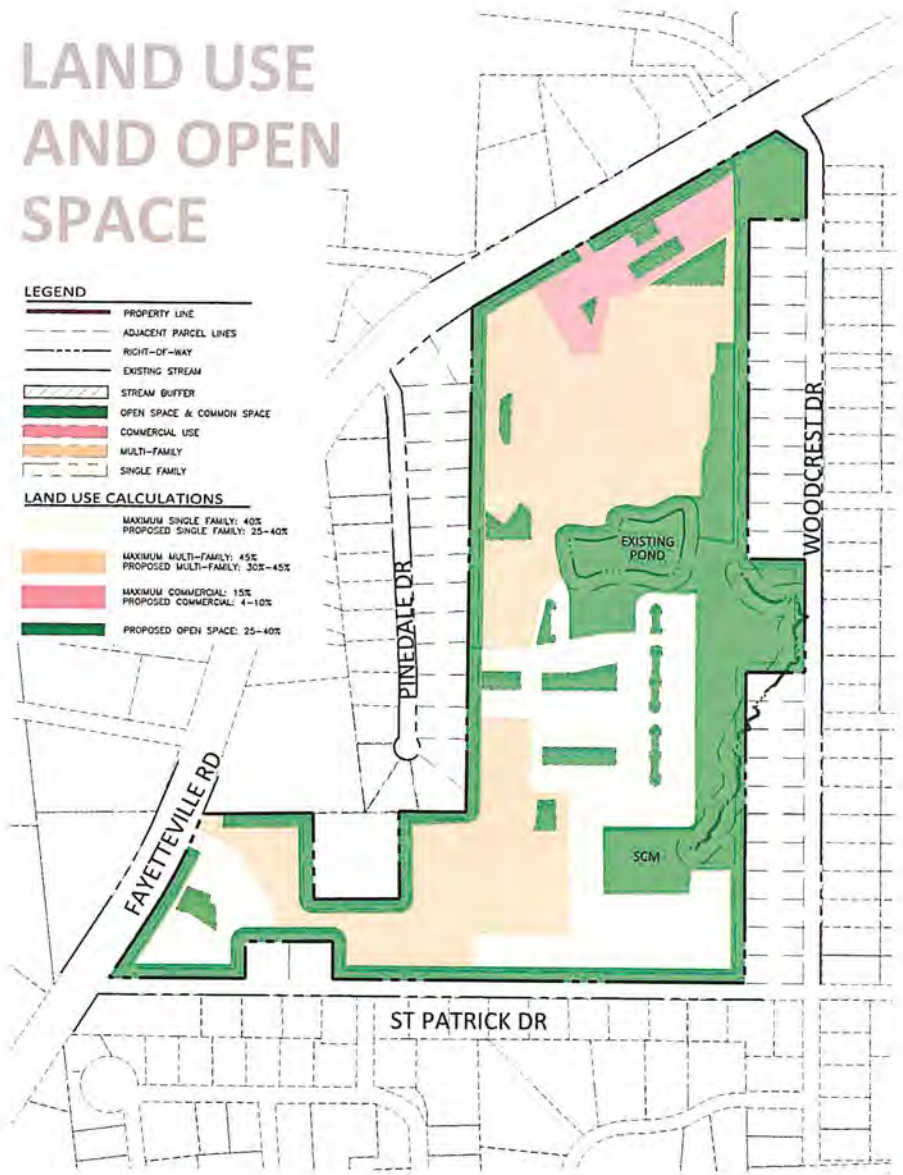 LAND USE
AND OPEN
SPACE
LEGEND
PROPERTY LINE
ADJACENT PARCEL LINES
RIGHT-OF-WAY
EXISTING STREAM
STREAM BUFFER
OPEN SPACE & COMMON SPACE
COMMERCIAL USE
MULTI-FAMILY
SINGLE FAMILY
LAND USE CALCULATIONS
MAXIMUM SINGLE FAMILY: 40%
PROPOSED SINGLE FAMILY: 25-40%
MAXIMUM MULTI-FAMILY: 45%
PROPOSED MULTI-FAMILY: 30%-45%
MAXIMUM COMMERCIAL: 15%
PROPOSED COMMERCIAL: 4-10%
PROPOSED OPEN SPACE: 25-40%
EXISTING
POND
WOODCREST DR
PINEDALE DR
FAYETTEVILLE RD
SCM
ST PATRICK DR